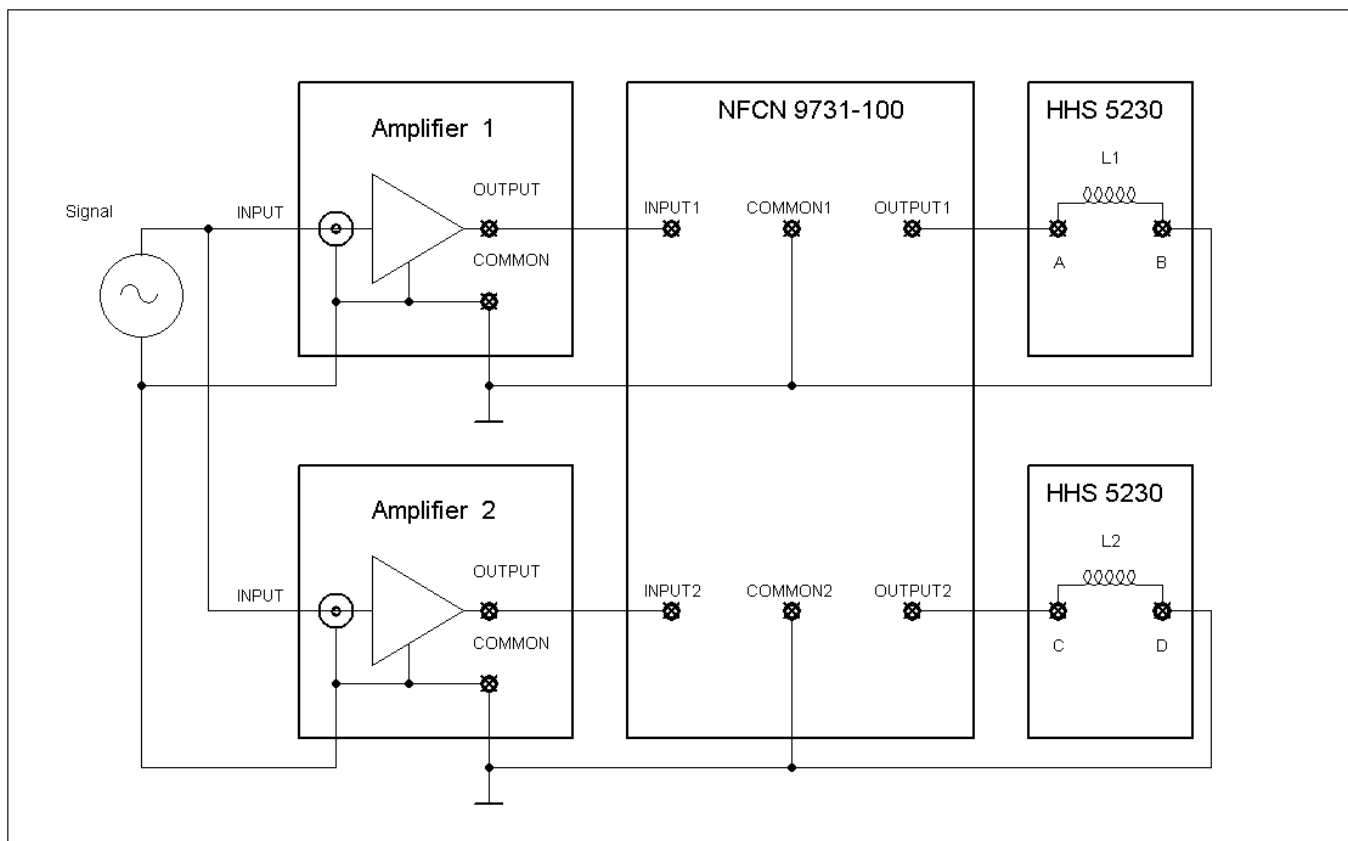 NFCN 9731-100
HHS 5230
Amplifier 1
L1
OUTPUT
Signal
INPUT
INPUT1
COMMON1
OUTPUT1
COMMON
A
B
HHS 5230
Amplifier 2
L2
OUTPUT
INPUT
INPUT2
COMMON2
OUTPUT2
COMMON
C
D